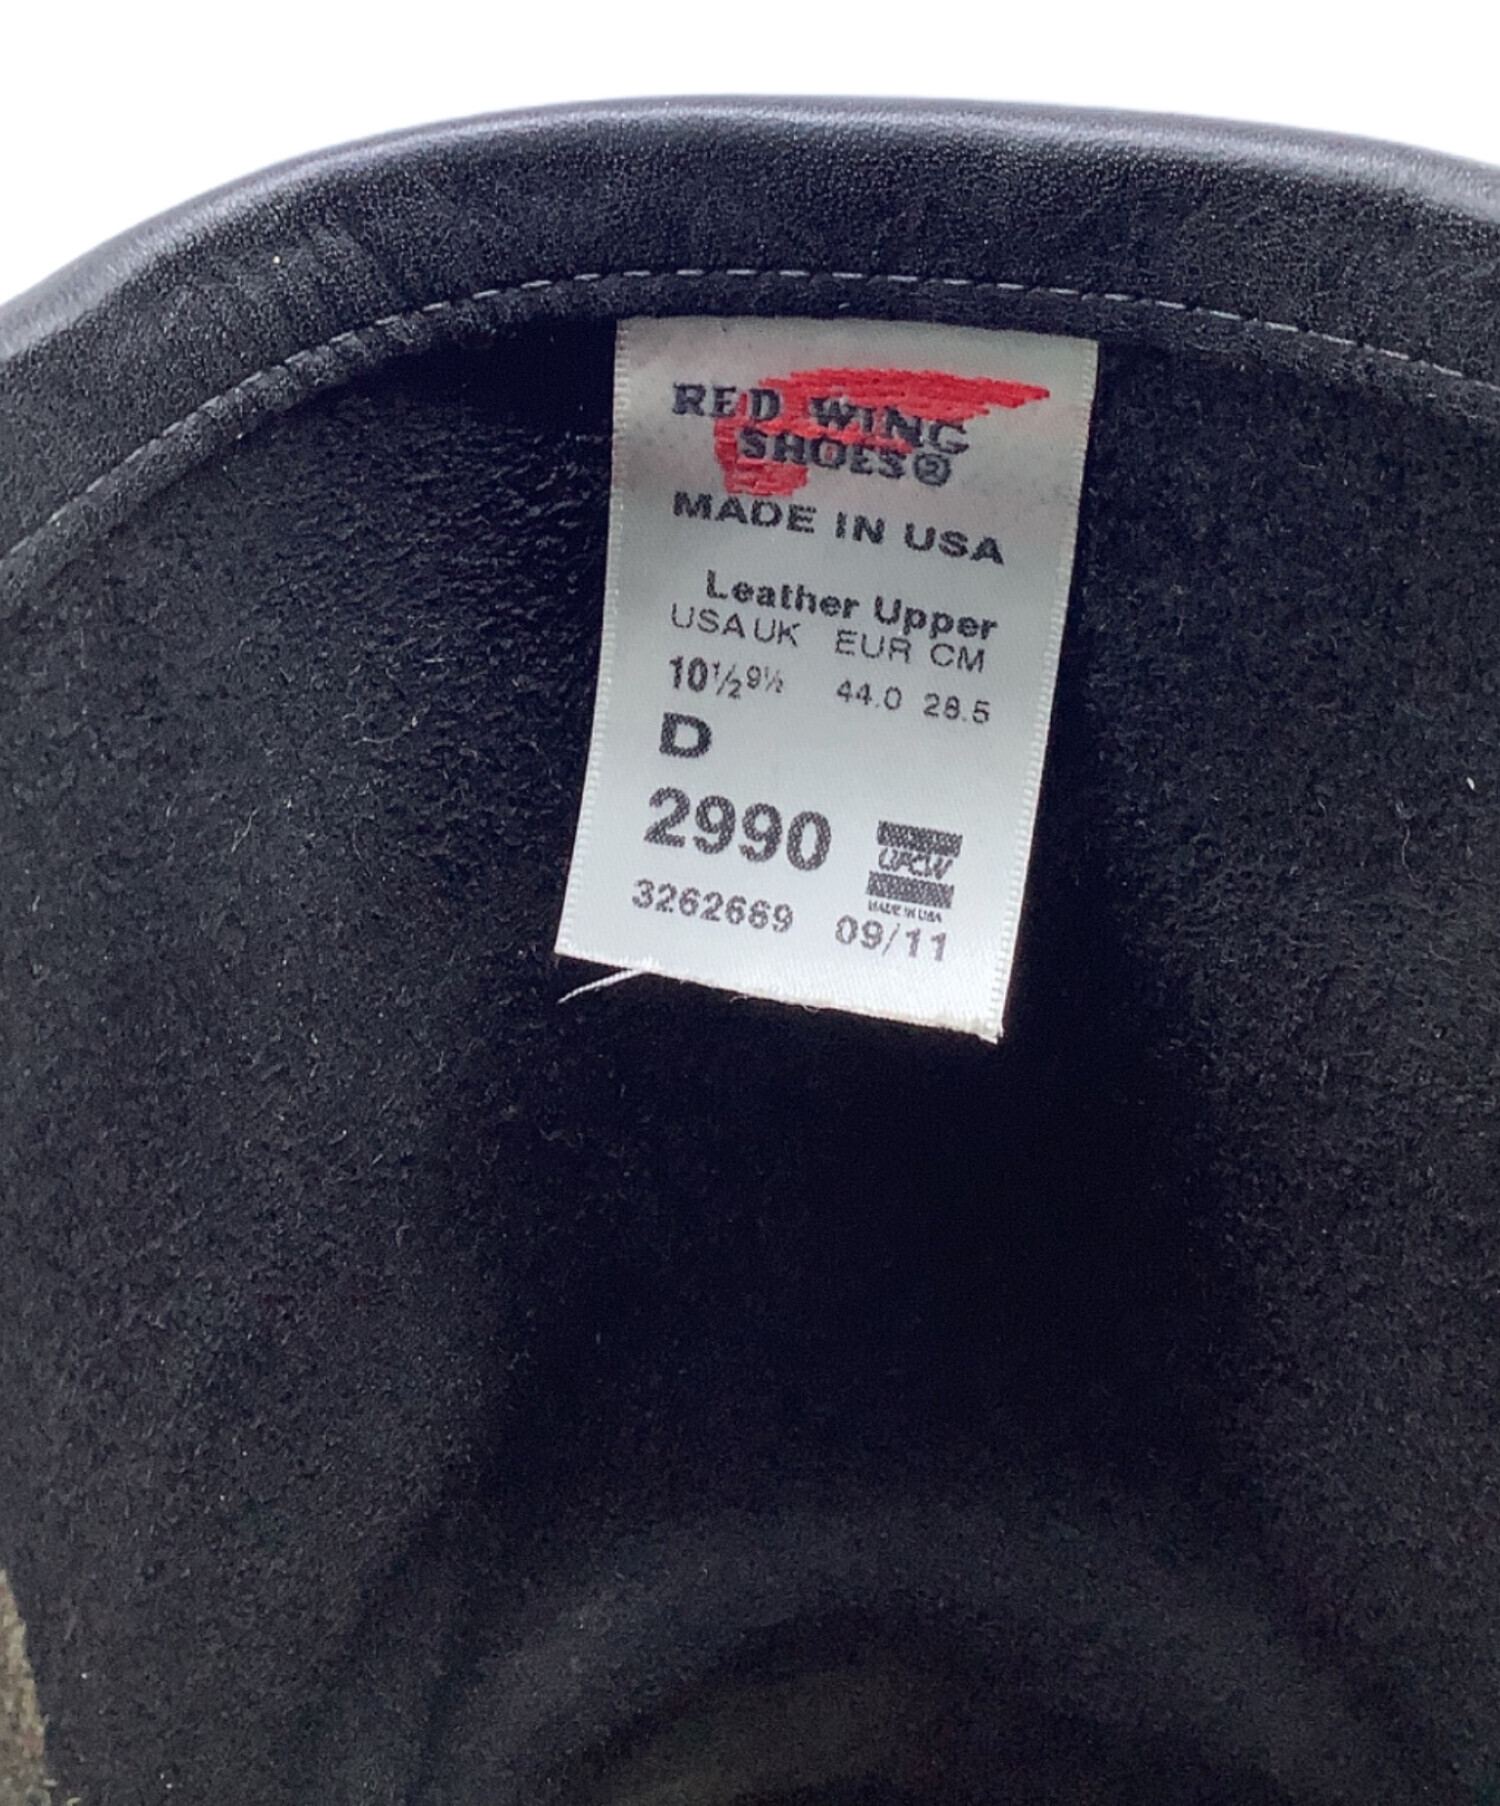 RED WING
SHOES®
MADE IN USA
Leather Upper
USA UK EUR CM
10½ 9½ 44.0 28.5
D
2990
UFCW
MADE IN USA
3262669 09/11